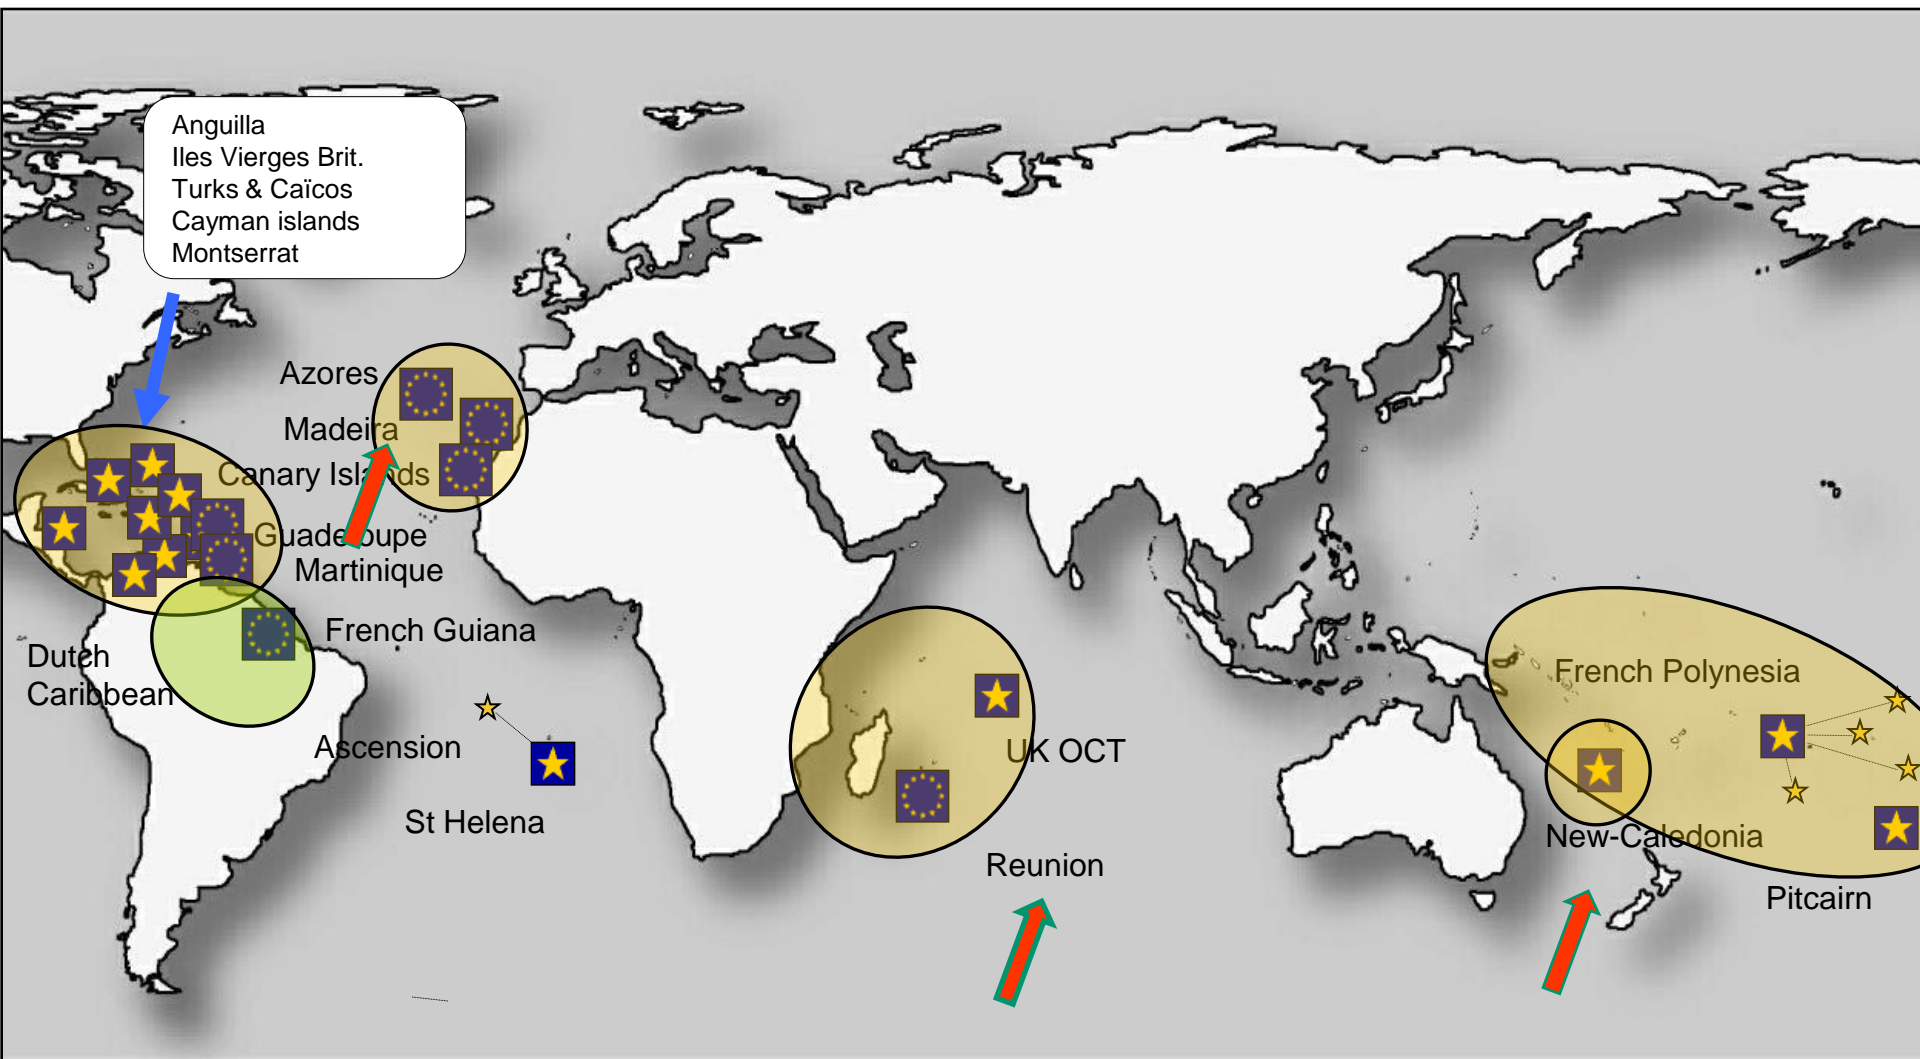 Anguilla
Iles Vierges Brit.
Turks & Caïcos
Cayman islands
Montserrat
Azores
Madeira
Canary Islands
Guadeloupe
Martinique
French Guiana
Dutch
Caribbean
Ascension
St Helena
UK OCT
Reunion
French Polynesia
New-Caledonia
Pitcairn